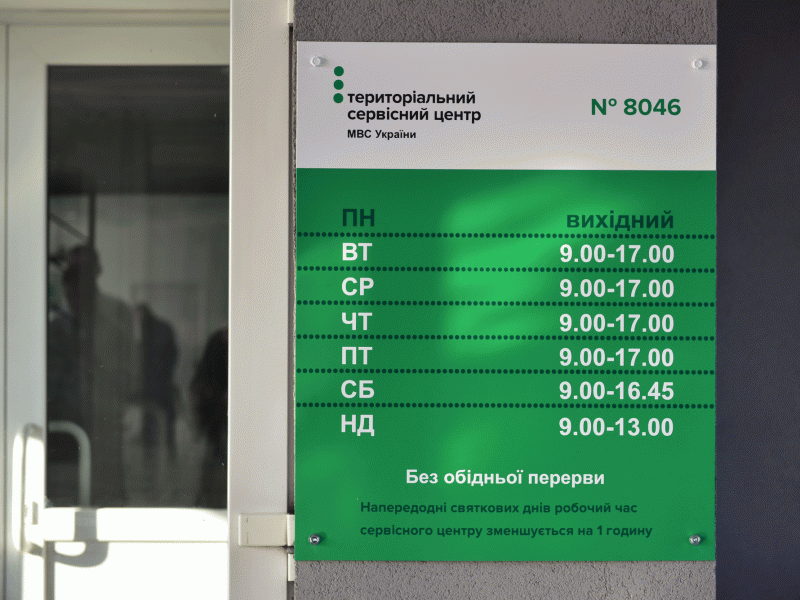 територіальний
сервісний центр
МВС України
№ 8046
ПН вихідний
ВТ 9.00-17.00
СР 9.00-17.00
ЧТ 9.00-17.00
ПТ 9.00-17.00
СБ 9.00-16.45
НД 9.00-13.00
Без обідньої перерви
Напередодні святкових днів робочий час
сервісного центру зменшується на 1 годину